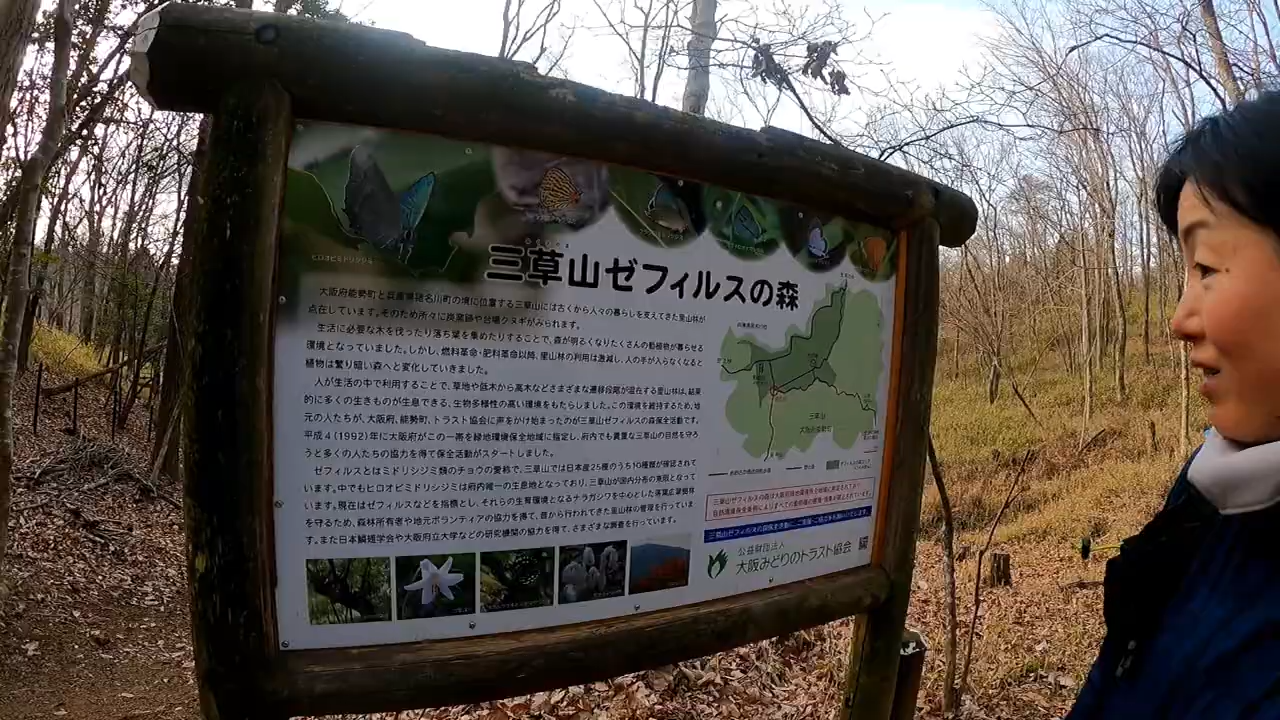 ヒロオビミドリシジミ
三草山ゼフィルスの森
大阪府能勢町と兵庫県猪名川町の境に位置する三草山には古くから人々の暮らしを支えてきた里山林が
点在しています。そのため所々に炭窯跡や台場クヌギがみられます。
生活に必要な木を伐ったり落ち葉を集めたりすることで、森が明るくなりたくさんの動植物が暮らせる
環境となっていました。しかし、燃料革命・肥料革命以降、里山林の利用は激減し、人の手が入らなくなると
植物は繁り暗い森へと変化していきました。
人が生活の中で利用することで、草地や低木から高木などさまざまな遷移段階が混在する里山林は、結果
的に多くの生きものが生息できる、生物多様性の高い環境をもたらしました。この環境を維持するため、地
元の人たちが、大阪府、能勢町、トラスト協会に声をかけ始まったのが三草山ゼフィルスの森保全活動です。
平成4(1992)年に大阪府がこの一帯を緑地環境保全地域に指定し、府内でも貴重な三草山の自然を守ろ
うと多くの人たちの協力を得て保全活動がスタートしました。
ゼフィルスとはミドリシジミ類のチョウの愛称で、三草山では日本産25種のうち10種類が確認されて
います。中でもヒロオビミドリシジミは府内唯一の生息地となっており、三草山が国内分布の東限となって
います。現在はゼフィルスなどを指標とし、それらの生育環境となるナラガシワを中心とした落葉広葉樹林
を守るため、森林所有者や地元ボランティアの協力を得て、昔から行われてきた里山林の管理を行っていま
す。また日本鱗翅学会や大阪府立大学などの研究機関の協力を得て、さまざまな調査を行っています。
三草山
大阪府能勢町
公益財団法人
大阪みどりのトラスト協会